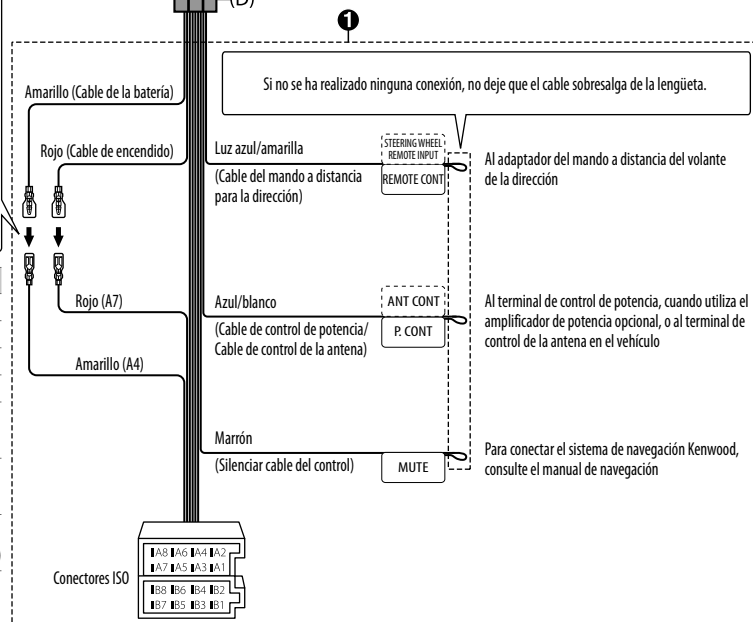 (D)
1
Si no se ha realizado ninguna conexión, no deje que el cable sobresalga de la lengüeta.
Amarillo (Cable de la batería)
Rojo (Cable de encendido)
Luz azul/amarilla
(Cable del mando a distancia
para la dirección)
STEERING WHEEL
REMOTE INPUT
REMOTE CONT
Al adaptador del mando a distancia del volante
de la dirección
Rojo (A7)
Amarillo (A4)
Azul/blanco
(Cable de control de potencia/
Cable de control de la antena)
ANT CONT
P. CONT
Al terminal de control de potencia, cuando utiliza el
amplificador de potencia opcional, o al terminal de
control de la antena en el vehículo
Marrón
(Silenciar cable del control)
MUTE
Para conectar el sistema de navegación Kenwood,
consulte el manual de navegación
Conectores ISO
A8 A6 A4 A2
A7 A5 A3 A1
B8 B6 B4 B2
B7 B5 B3 B1